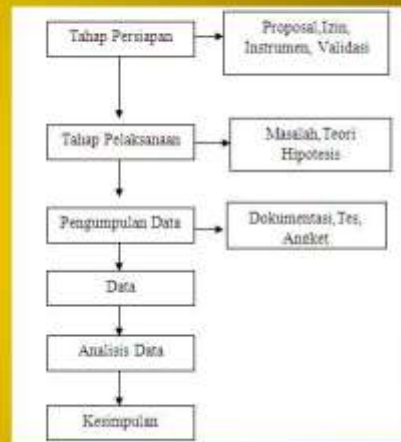 Tahap Persiapan
Proposal,Izin,
Instrumen, Validasi
Tahap Pelaksanaan
Masalah,Teori
Hipotesis
Pengumpulan Data
Dokumentasi,Tes,
Angket
Data
Analisis Data
Kesimpulan